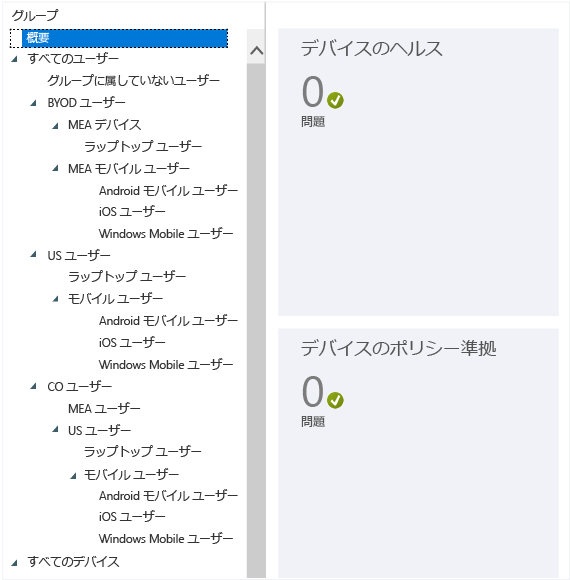 グループ
概要
すべてのユーザー
グループに属していないユーザー
BYOD ユーザー
MEA デバイス
ラップトップ ユーザー
MEA モバイル ユーザー
Android モバイル ユーザー
iOS ユーザー
Windows Mobile ユーザー
US ユーザー
ラップトップ ユーザー
モバイル ユーザー
Android モバイル ユーザー
iOS ユーザー
Windows Mobile ユーザー
CO ユーザー
MEA ユーザー
US ユーザー
ラップトップ ユーザー
モバイル ユーザー
Android モバイル ユーザー
iOS ユーザー
Windows Mobile ユーザー
すべてのデバイス
デバイスのヘルス
0
問題
デバイスのポリシー準拠
0
問題